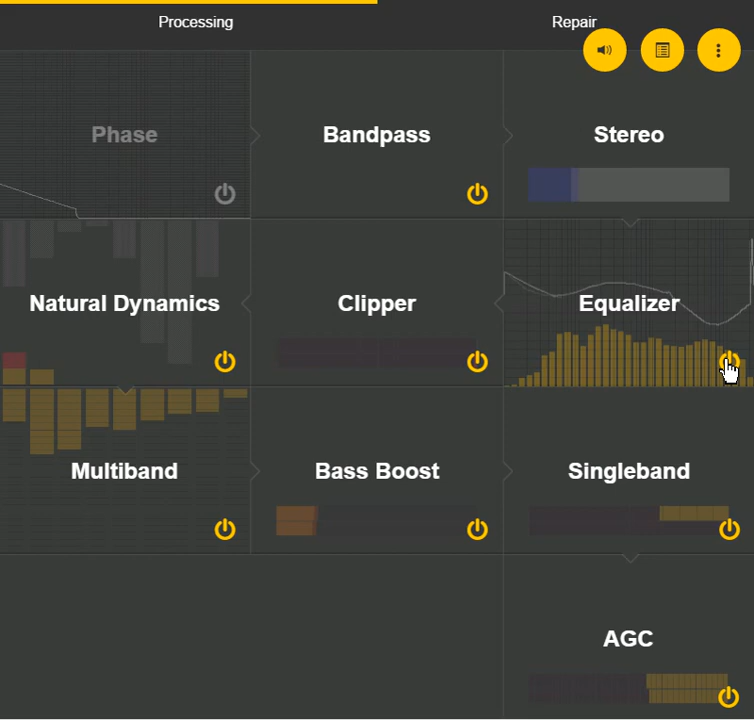 Processing
Repair
Phase
Bandpass
Stereo
Natural Dynamics
Clipper
Equalizer
Multiband
Bass Boost
Singleband
AGC